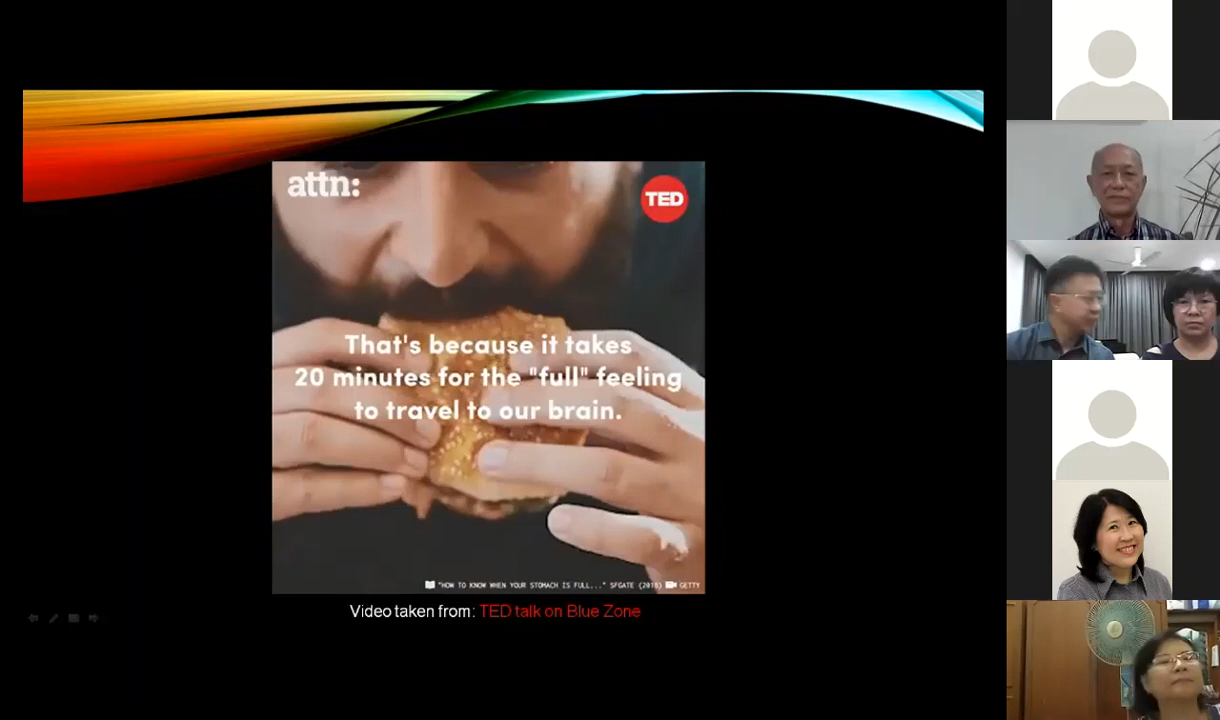 attn:
TED
That's because it takes
20 minutes for the "full" feeling
to travel to our brain.
"HOW TO KNOW WHEN YOUR STOMACH IS FULL..." SFGATE (2018) GETTY
Video taken from: TED talk on Blue Zone